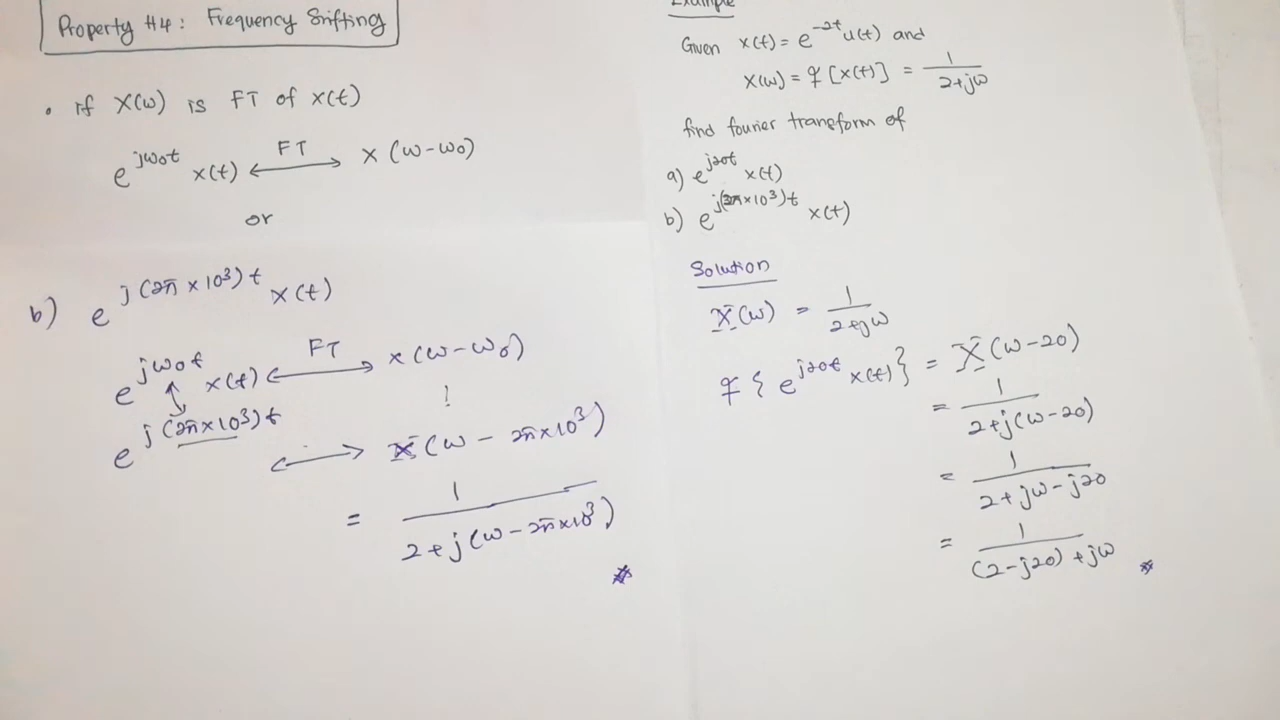 Property #4: Frequency Shifting
• if X(ω) is FT of x(t)
e^{jω₀t} x(t) ⟷ FT X(ω-ω₀)
or
b) e^{j(2π×10³)t} x(t)
e^{jω₀t} x(t) ⟷ FT X(ω-ω₀)
e^{j(2π×10³)t} ⟷ X(ω - 2π×10³)
= 1/(2+j(ω-2π×10³))
Example
Given x(t) = e^{-2t}u(t) and
X(ω) = F[x(t)] = 1/(2+jω)
find fourier transform of
a) e^{j20t} x(t)
b) e^{j(2π×10³)t} x(t)
Solution
X(ω) = 1/(2+jω)
F{e^{j20t} x(t)} = X(ω-20)
= 1/(2+j(ω-20))
= 1/(2+jω-j20)
= 1/((2-j20)+jω)